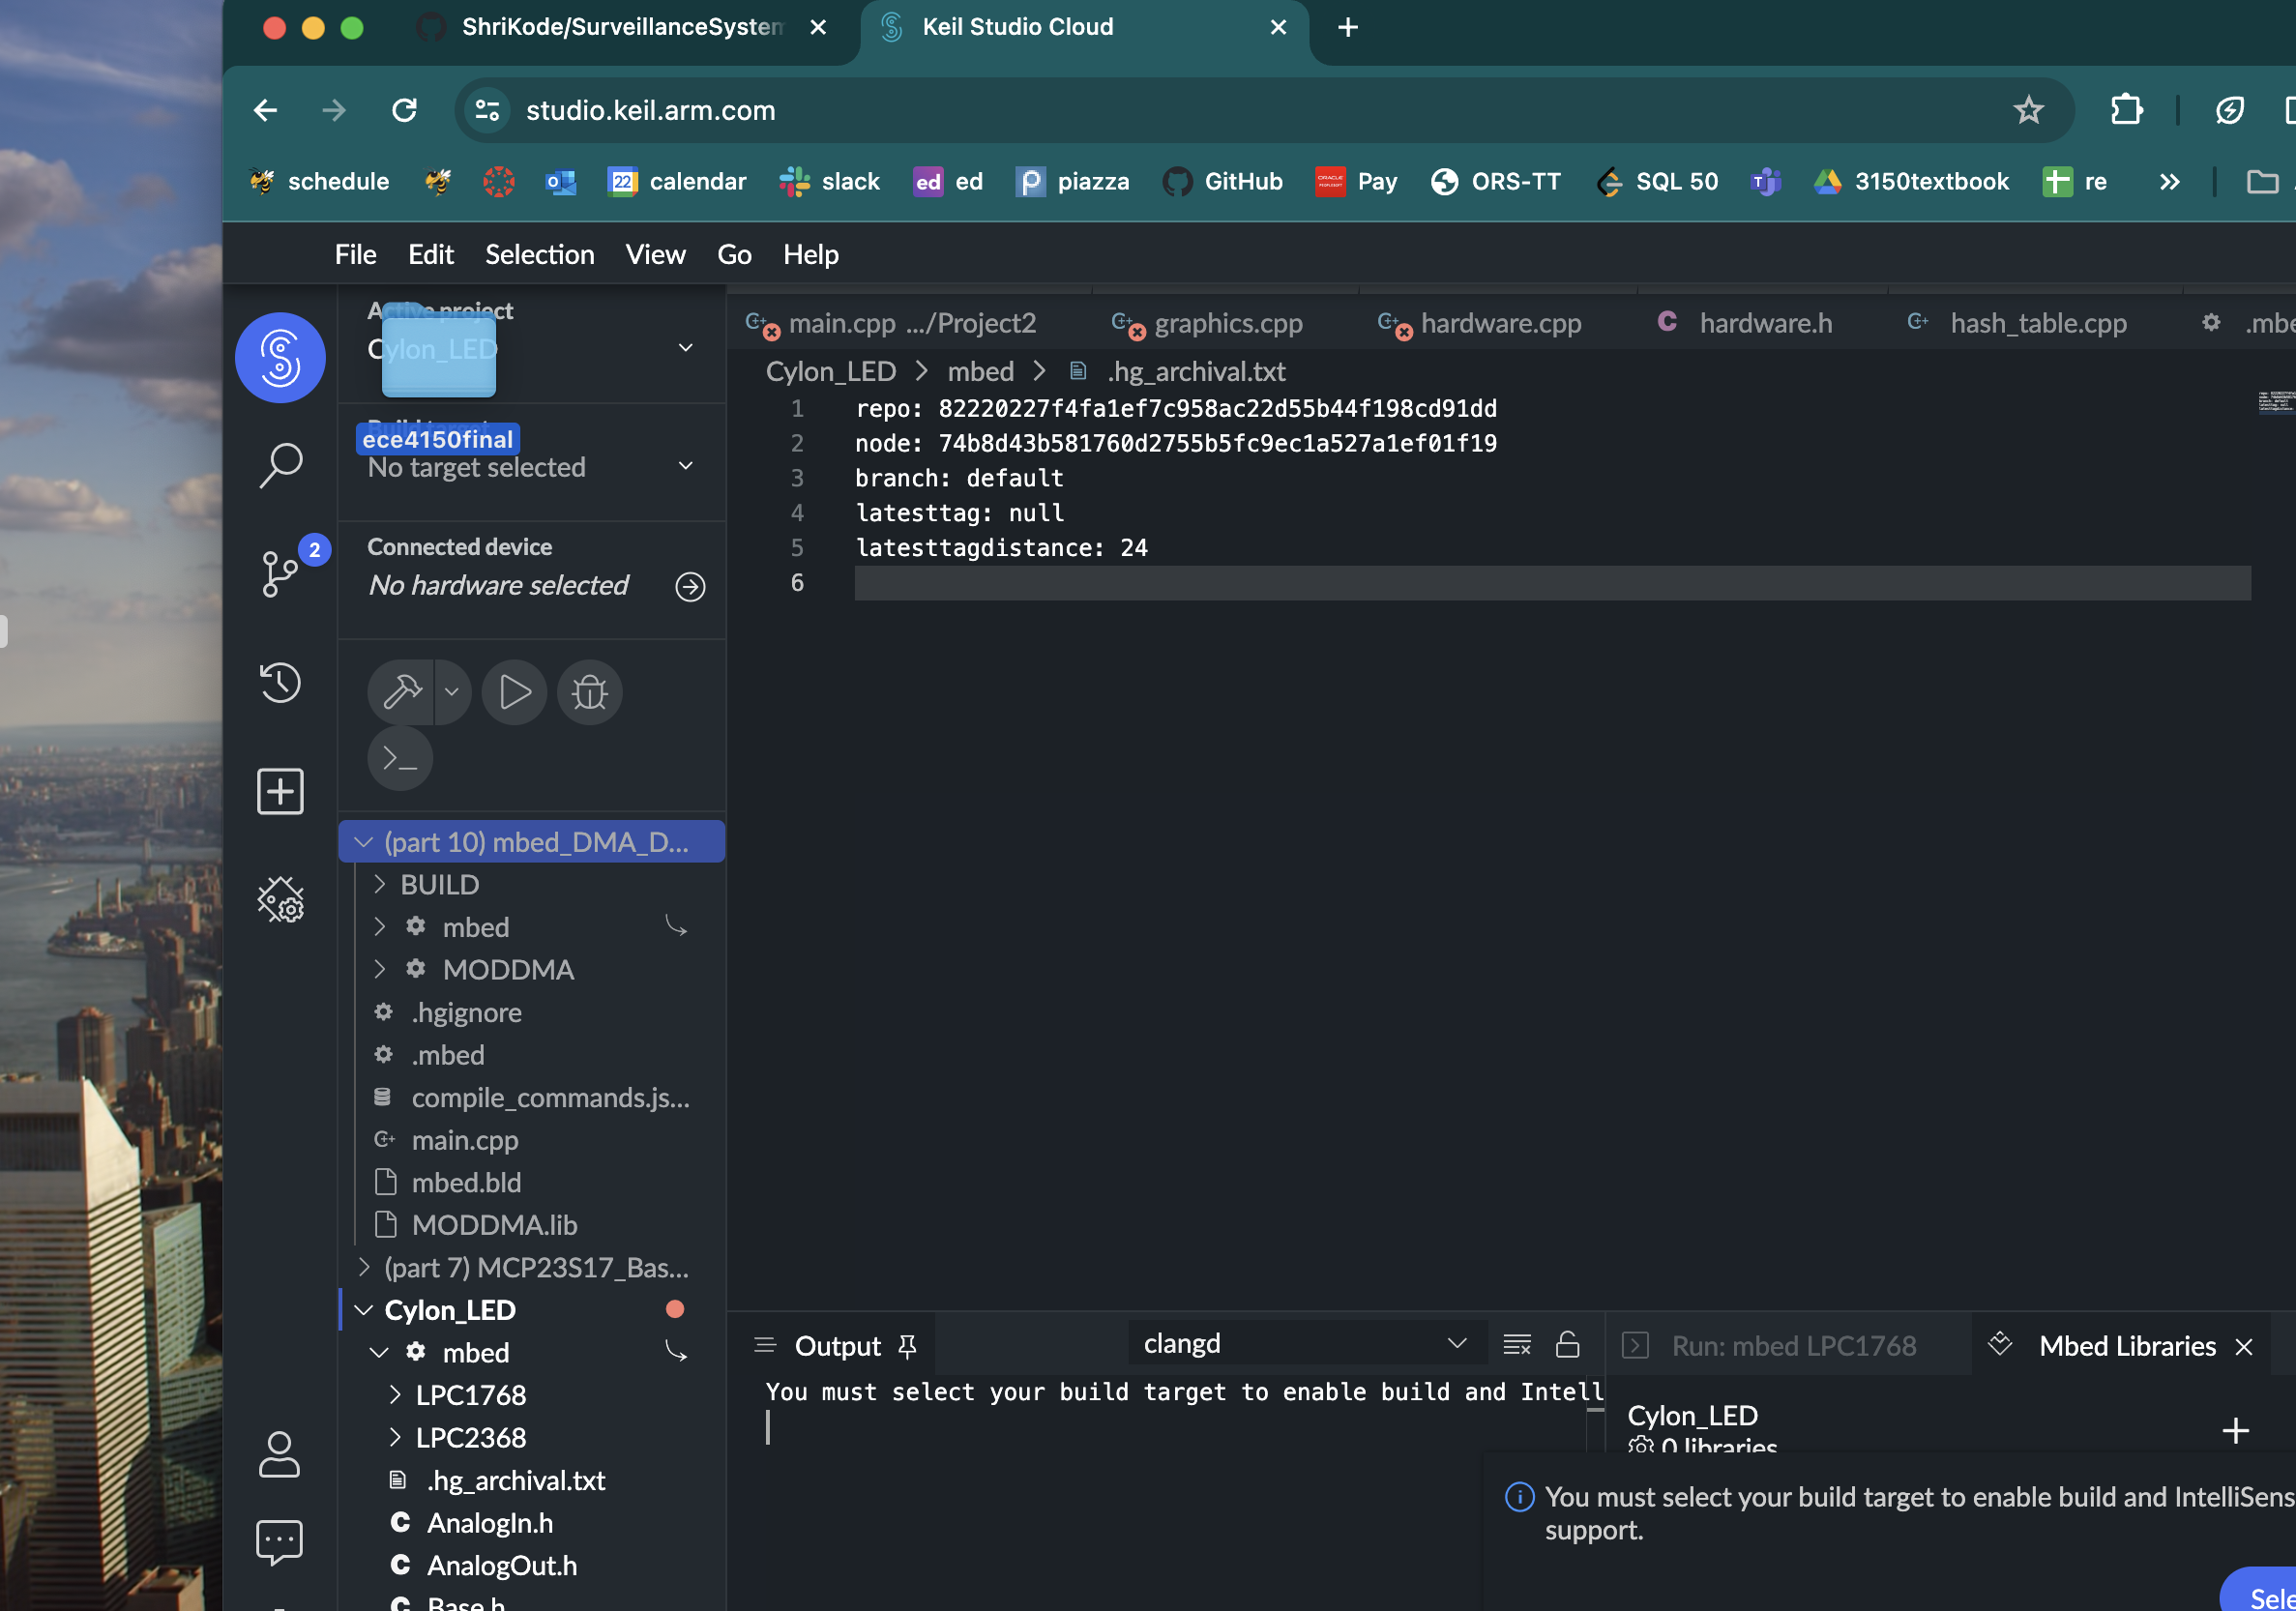 ShriKode/SurveillanceSystem
Keil Studio Cloud
studio.keil.arm.com
schedule
22 calendar
slack
ed ed
piazza
GitHub
Pay
ORS-TT
SQL 50
3150textbook
re
File Edit Selection View Go Help
Active project
Cylon_LED
Build target
ece4150final
No target selected
2
Connected device
No hardware selected
main.cpp .../Project2
graphics.cpp
hardware.cpp
C hardware.h
hash_table.cpp
.mbe
Cylon_LED > mbed > .hg_archival.txt
1 repo: 82220227f4fa1ef7c958ac22d55b44f198cd91dd
2 node: 74b8d43b581760d2755b5fc9ec1a527a1ef01f19
3 branch: default
4 latesttag: null
5 latesttagdistance: 24
6
(part 10) mbed_DMA_D...
BUILD
mbed
MODDMA
.hgignore
.mbed
compile_commands.js...
main.cpp
mbed.bld
MODDMA.lib
(part 7) MCP23S17_Bas...
Cylon_LED
mbed
LPC1768
LPC2368
.hg_archival.txt
C AnalogIn.h
C AnalogOut.h
C Base.h
Output
clangd
You must select your build target to enable build and Intell
Run: mbed LPC1768
Mbed Libraries
Cylon_LED
0 libraries
You must select your build target to enable build and IntelliSens
support.
Sele